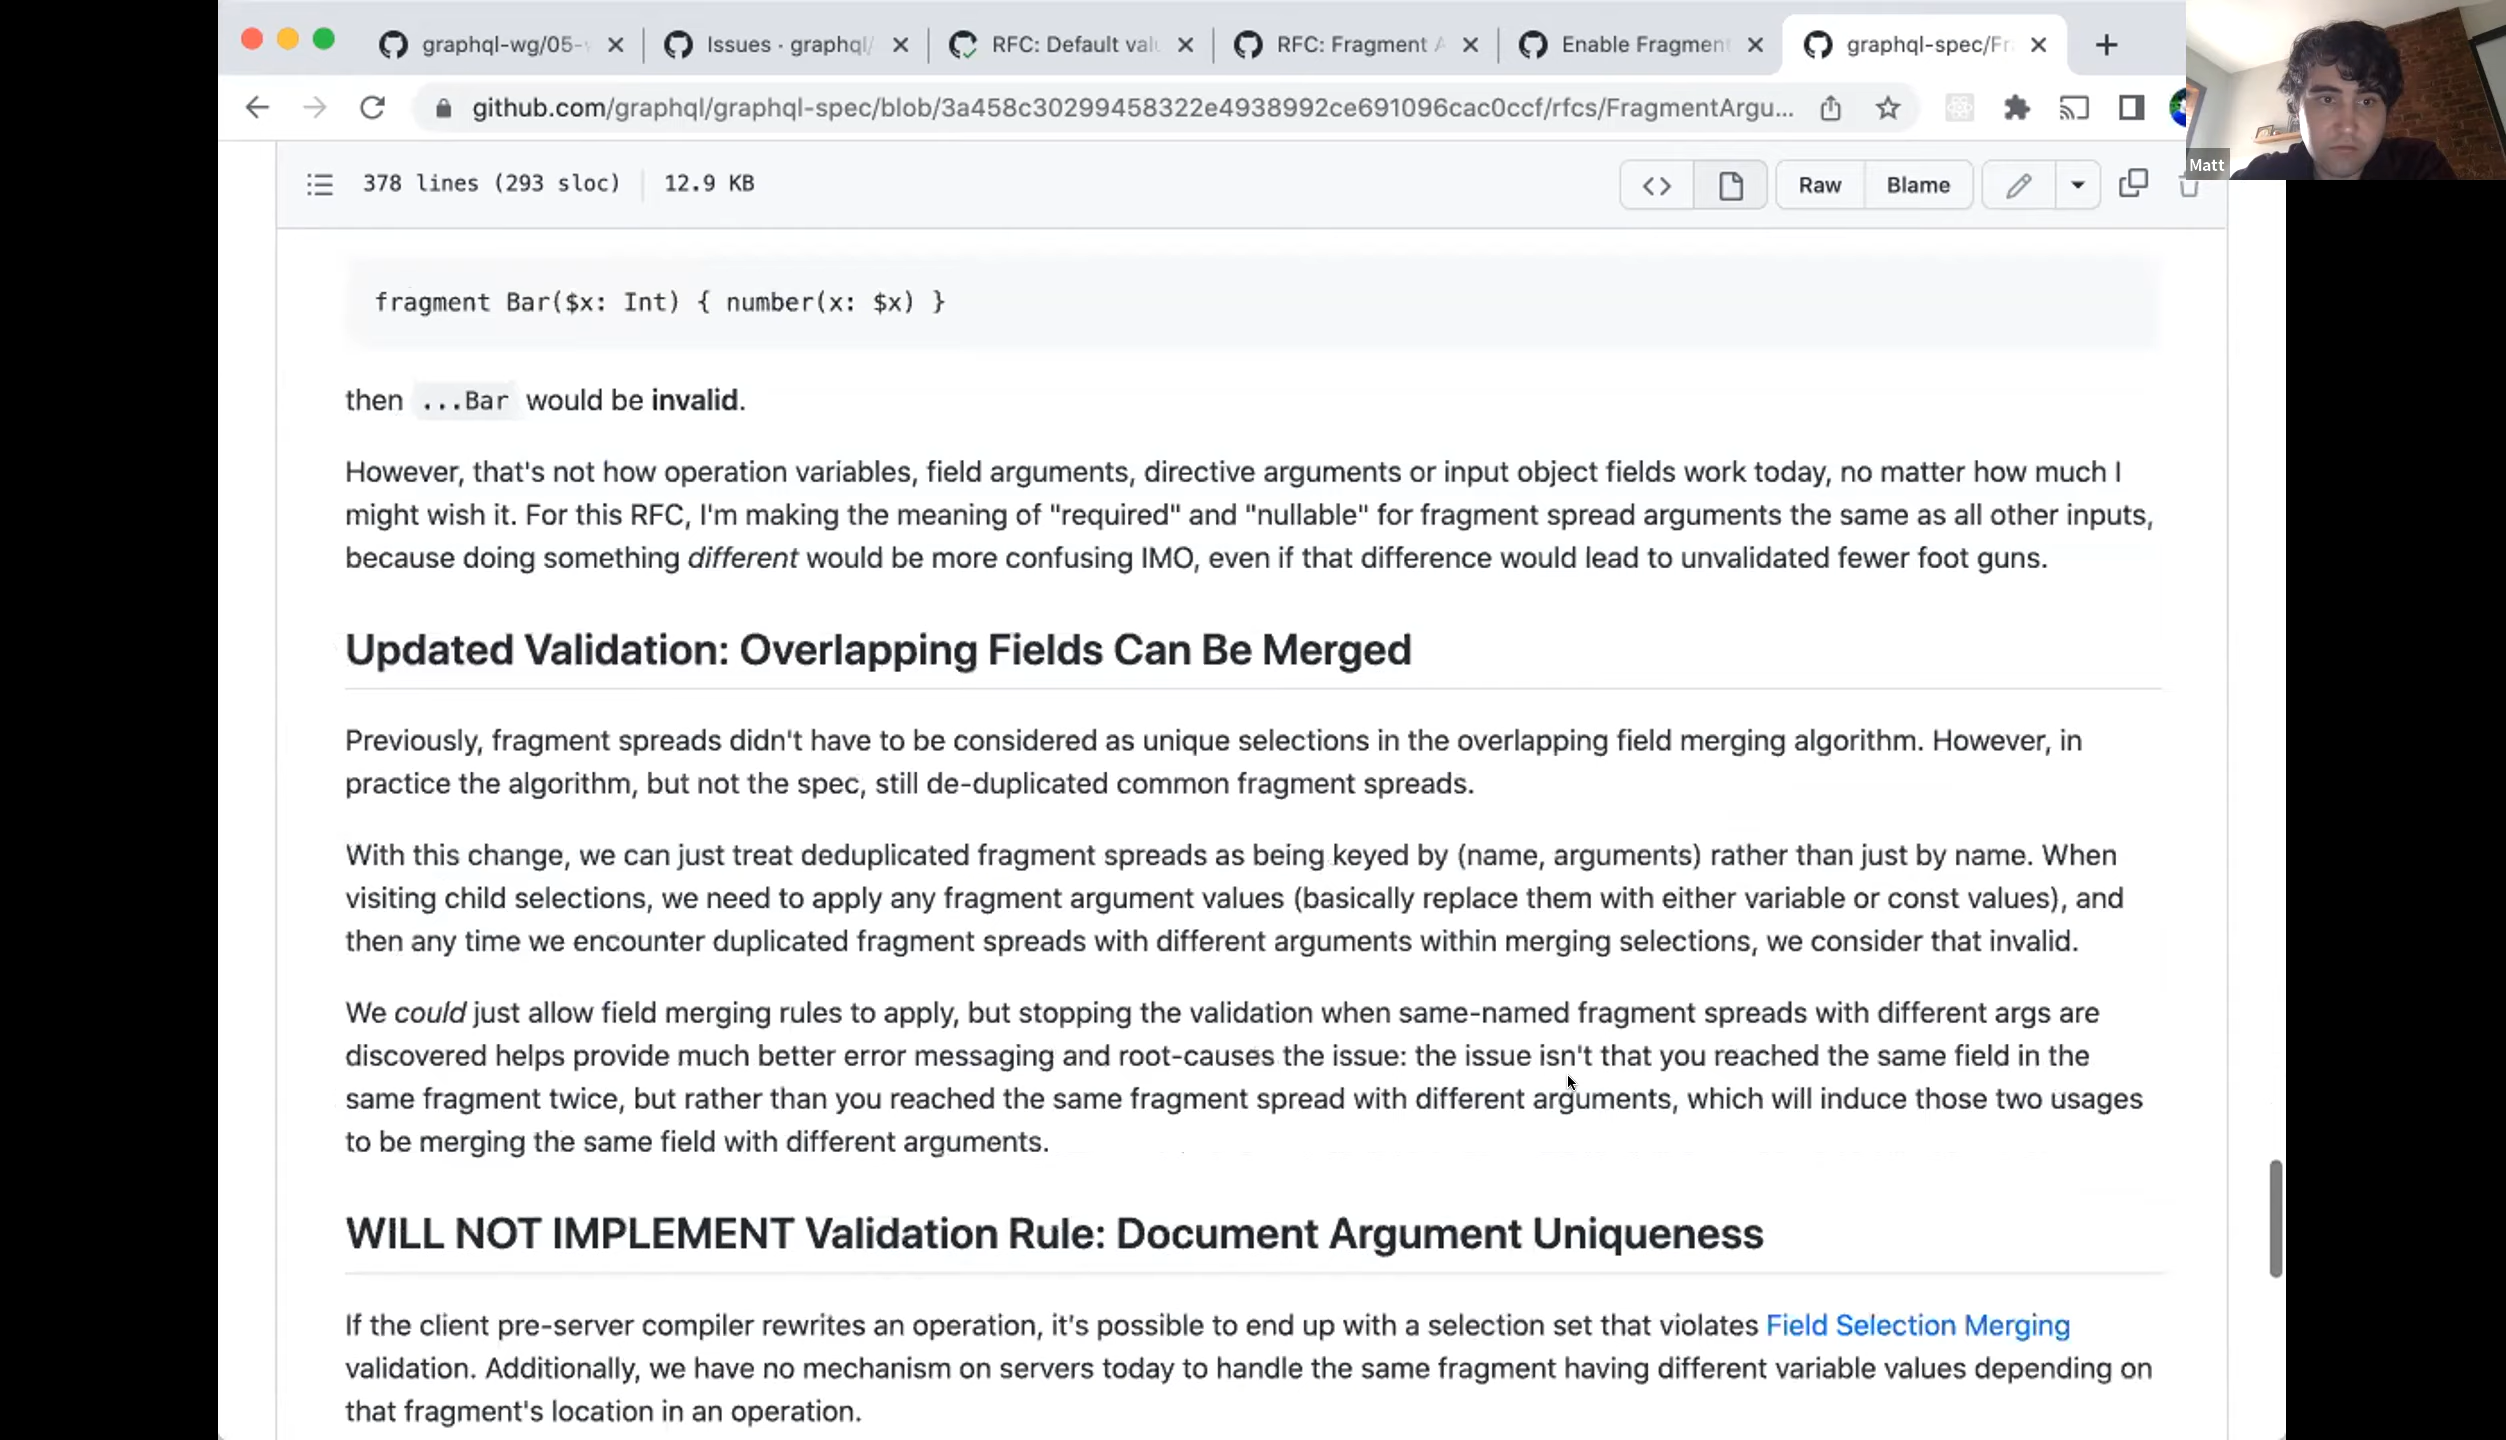 graphql-wg/05-
Issues · graphql/
RFC: Default val
RFC: Fragment A
Enable Fragment
graphql-spec/Fr
github.com/graphql/graphql-spec/blob/3a458c30299458322e4938992ce691096cac0ccf/rfcs/FragmentArgu...
Matt
378 lines (293 sloc) 12.9 KB
Raw
Blame
fragment Bar($x: Int) { number(x: $x) }
then ...Bar would be invalid.
However, that's not how operation variables, field arguments, directive arguments or input object fields work today, no matter how much I
might wish it. For this RFC, I'm making the meaning of "required" and "nullable" for fragment spread arguments the same as all other inputs,
because doing something different would be more confusing IMO, even if that difference would lead to unvalidated fewer foot guns.
Updated Validation: Overlapping Fields Can Be Merged
Previously, fragment spreads didn't have to be considered as unique selections in the overlapping field merging algorithm. However, in
practice the algorithm, but not the spec, still de-duplicated common fragment spreads.
With this change, we can just treat deduplicated fragment spreads as being keyed by (name, arguments) rather than just by name. When
visiting child selections, we need to apply any fragment argument values (basically replace them with either variable or const values), and
then any time we encounter duplicated fragment spreads with different arguments within merging selections, we consider that invalid.
We could just allow field merging rules to apply, but stopping the validation when same-named fragment spreads with different args are
discovered helps provide much better error messaging and root-causes the issue: the issue isn't that you reached the same field in the
same fragment twice, but rather than you reached the same fragment spread with different arguments, which will induce those two usages
to be merging the same field with different arguments.
WILL NOT IMPLEMENT Validation Rule: Document Argument Uniqueness
If the client pre-server compiler rewrites an operation, it's possible to end up with a selection set that violates Field Selection Merging
validation. Additionally, we have no mechanism on servers today to handle the same fragment having different variable values depending on
that fragment's location in an operation.